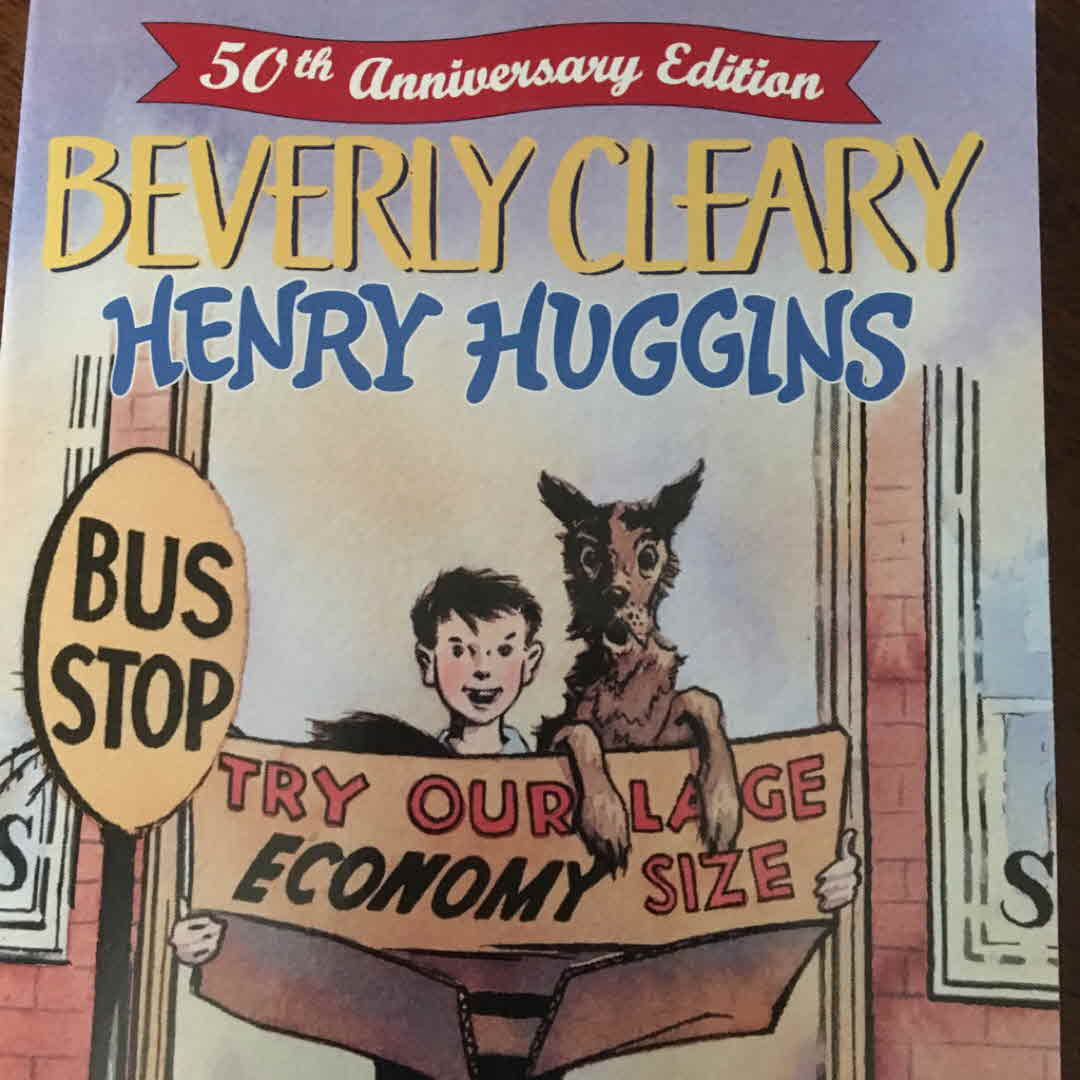 50th Anniversary Edition
BEVERLY CLEARY
HENRY HUGGINS
BUS
STOP
TRY OUR LA GE
ECONOMY SIZE
S
S